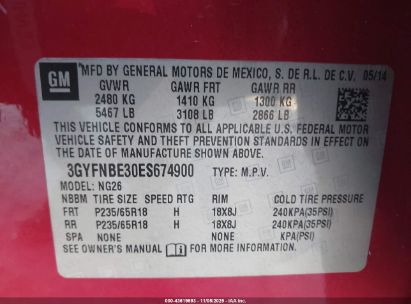 GM
MFD BY GENERAL MOTORS DE MEXICO, S. DE R.L. DE C.V. 05/14
GVWR GAWR FRT GAWR RR
2480 KG 1410 KG 1300 KG
5467 LB 3108 LB 2866 LB
THIS VEHICLE CONFORMS TO ALL APPLICABLE U.S. FEDERAL MOTOR
VEHICLE SAFETY AND THEFT PREVENTION STANDARDS IN EFFECT
ON THE DATE OF MANUFACTURE SHOWN ABOVE.
3GYFNBE30ES674900 TYPE: M.P.V.
MODEL: NG26
NBBM TIRE SIZE SPEED RTG RIM COLD TIRE PRESSURE
FRT P235/65R18 H 18X8J 240KPA(35PSI)
RR P235/65R18 H 18X8J 240KPA(35PSI)
SPA NONE NONE KPA(PSI)
SEE OWNER'S MANUAL FOR MORE INFORMATION.